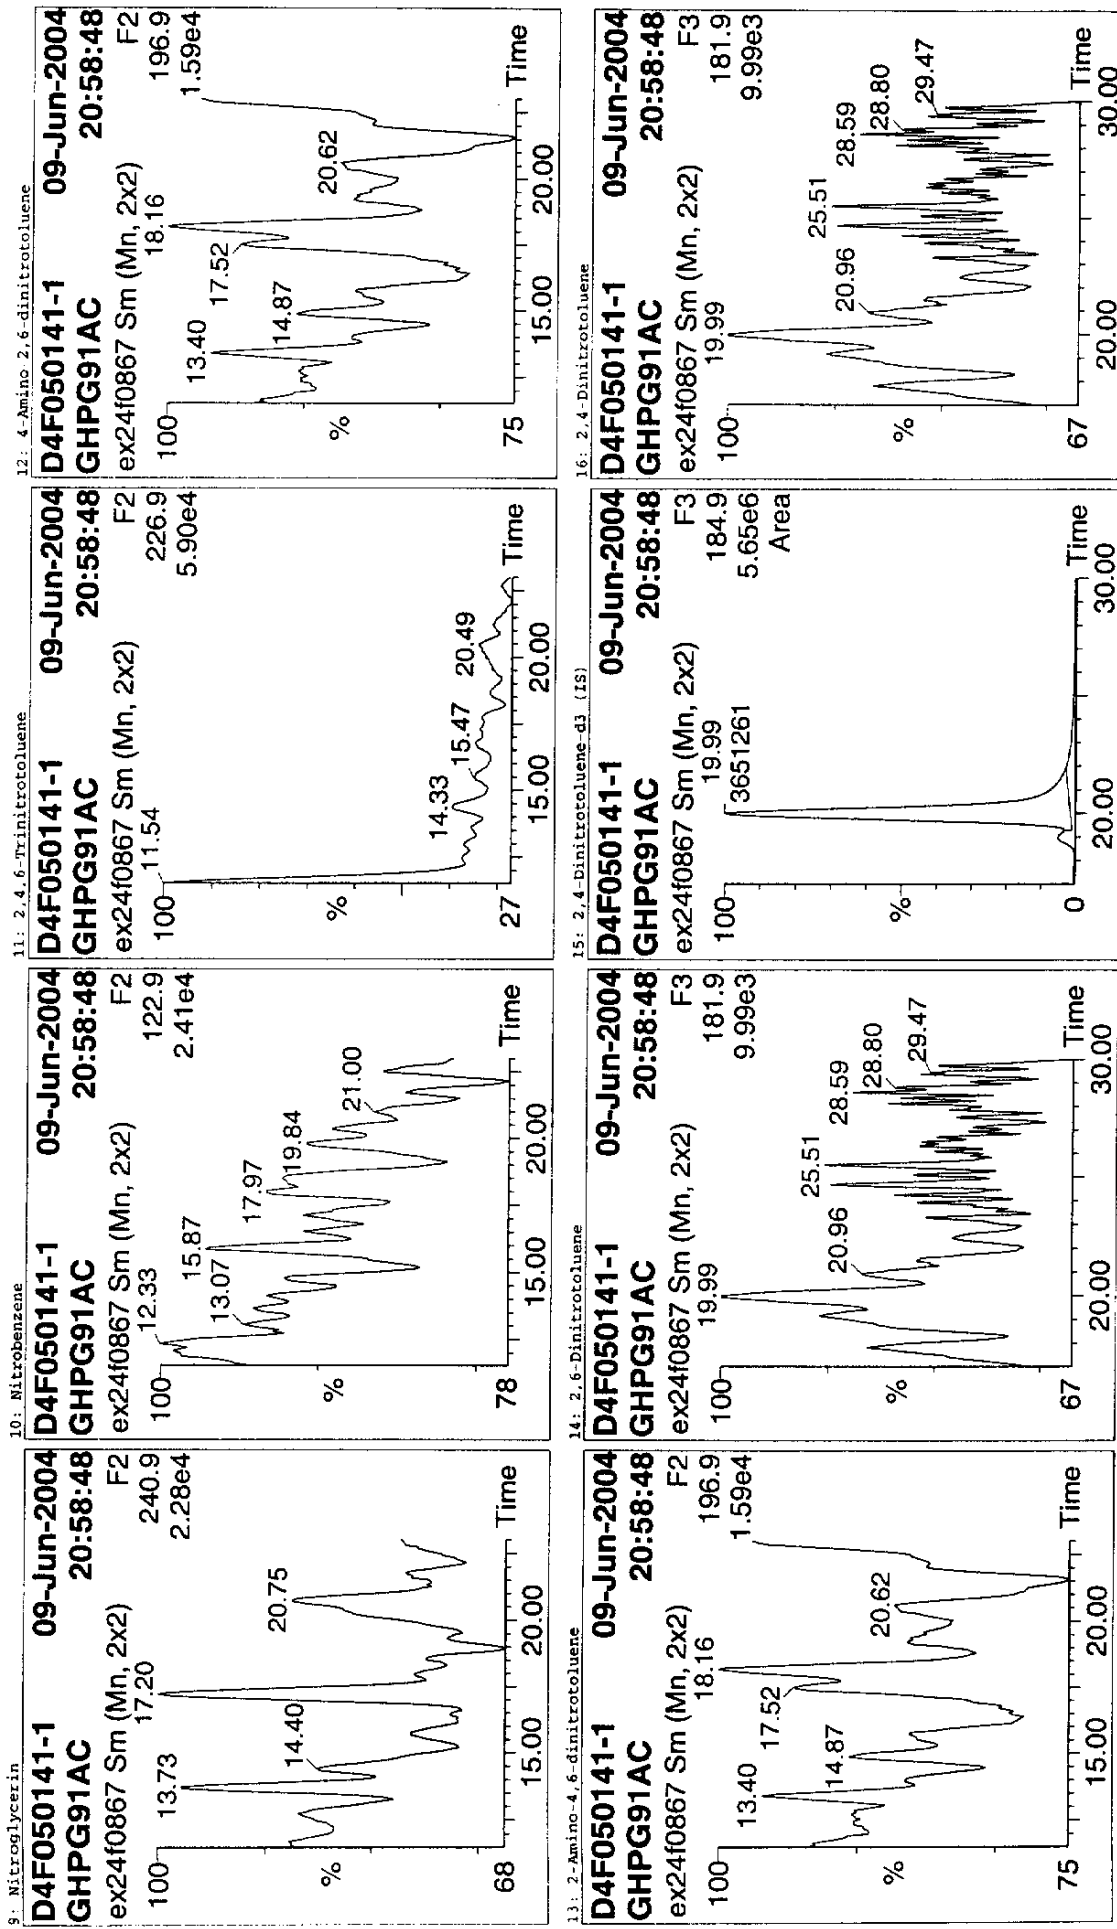 9: Nitroglycerin
D4F050141-1 09-Jun-2004
GHPG91AC 20:58:48
ex24f0867 Sm (Mn, 2x2) F2
240.9
2.28e4
100
%
68
13.73
14.40
17.20
20.75
15.00 20.00 Time
10: Nitrobenzene
D4F050141-1 09-Jun-2004
GHPG91AC 20:58:48
ex24f0867 Sm (Mn, 2x2) F2
122.9
2.41e4
100
%
78
12.33
13.07
15.87
17.97
19.84
21.00
15.00 20.00 Time
11: 2,4,6-Trinitrotoluene
D4F050141-1 09-Jun-2004
GHPG91AC 20:58:48
ex24f0867 Sm (Mn, 2x2) F2
226.9
5.90e4
100
%
27
11.54
14.33
15.47
20.49
15.00 20.00 Time
12: 4-Amino 2,6-dinitrotoluene
D4F050141-1 09-Jun-2004
GHPG91AC 20:58:48
ex24f0867 Sm (Mn, 2x2) F2
196.9
1.59e4
100
%
75
13.40
14.87
17.52
18.16
20.62
15.00 20.00 Time
13: 2-Amino-4,6-dinitrotoluene
D4F050141-1 09-Jun-2004
GHPG91AC 20:58:48
ex24f0867 Sm (Mn, 2x2) F2
196.9
1.59e4
100
%
75
13.40
14.87
17.52
18.16
20.62
15.00 20.00 Time
14: 2,6-Dinitrotoluene
D4F050141-1 09-Jun-2004
GHPG91AC 20:58:48
ex24f0867 Sm (Mn, 2x2) F3
181.9
9.99e3
100
%
67
19.99
20.96
25.51
28.59
28.80
29.47
20.00 30.00 Time
15: 2,4-Dinitrotoluene-d3 (IS)
D4F050141-1 09-Jun-2004
GHPG91AC 20:58:48
ex24f0867 Sm (Mn, 2x2) F3
184.9
5.65e6
Area
100
%
0
19.99
3651261
20.00 30.00 Time
16: 2,4-Dinitrotoluene
D4F050141-1 09-Jun-2004
GHPG91AC 20:58:48
ex24f0867 Sm (Mn, 2x2) F3
181.9
9.99e3
100
%
67
19.99
20.96
25.51
28.59
28.80
29.47
20.00 30.00 Time